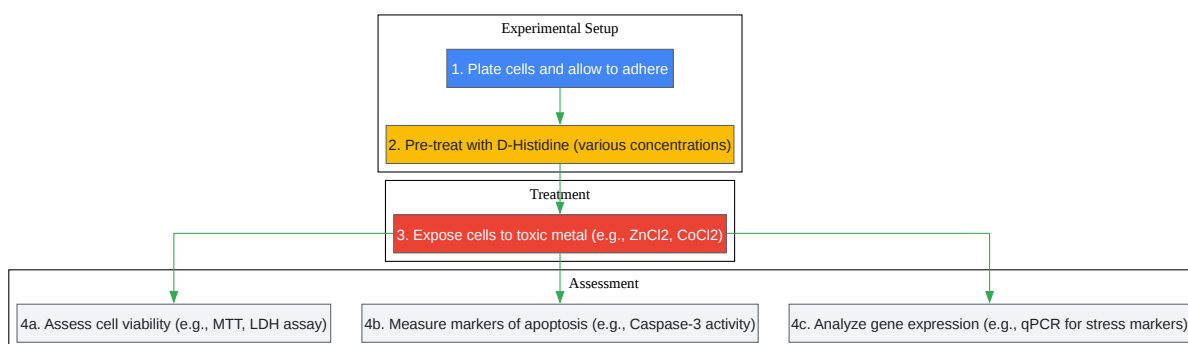 Experimental Setup
1. Plate cells and allow to adhere
2. Pre-treat with D-Histidine (various concentrations)
Treatment
3. Expose cells to toxic metal (e.g., ZnCl2, CoCl2)
Assessment
4a. Assess cell viability (e.g., MTT, LDH assay)
4b. Measure markers of apoptosis (e.g., Caspase-3 activity)
4c. Analyze gene expression (e.g., qPCR for stress markers)